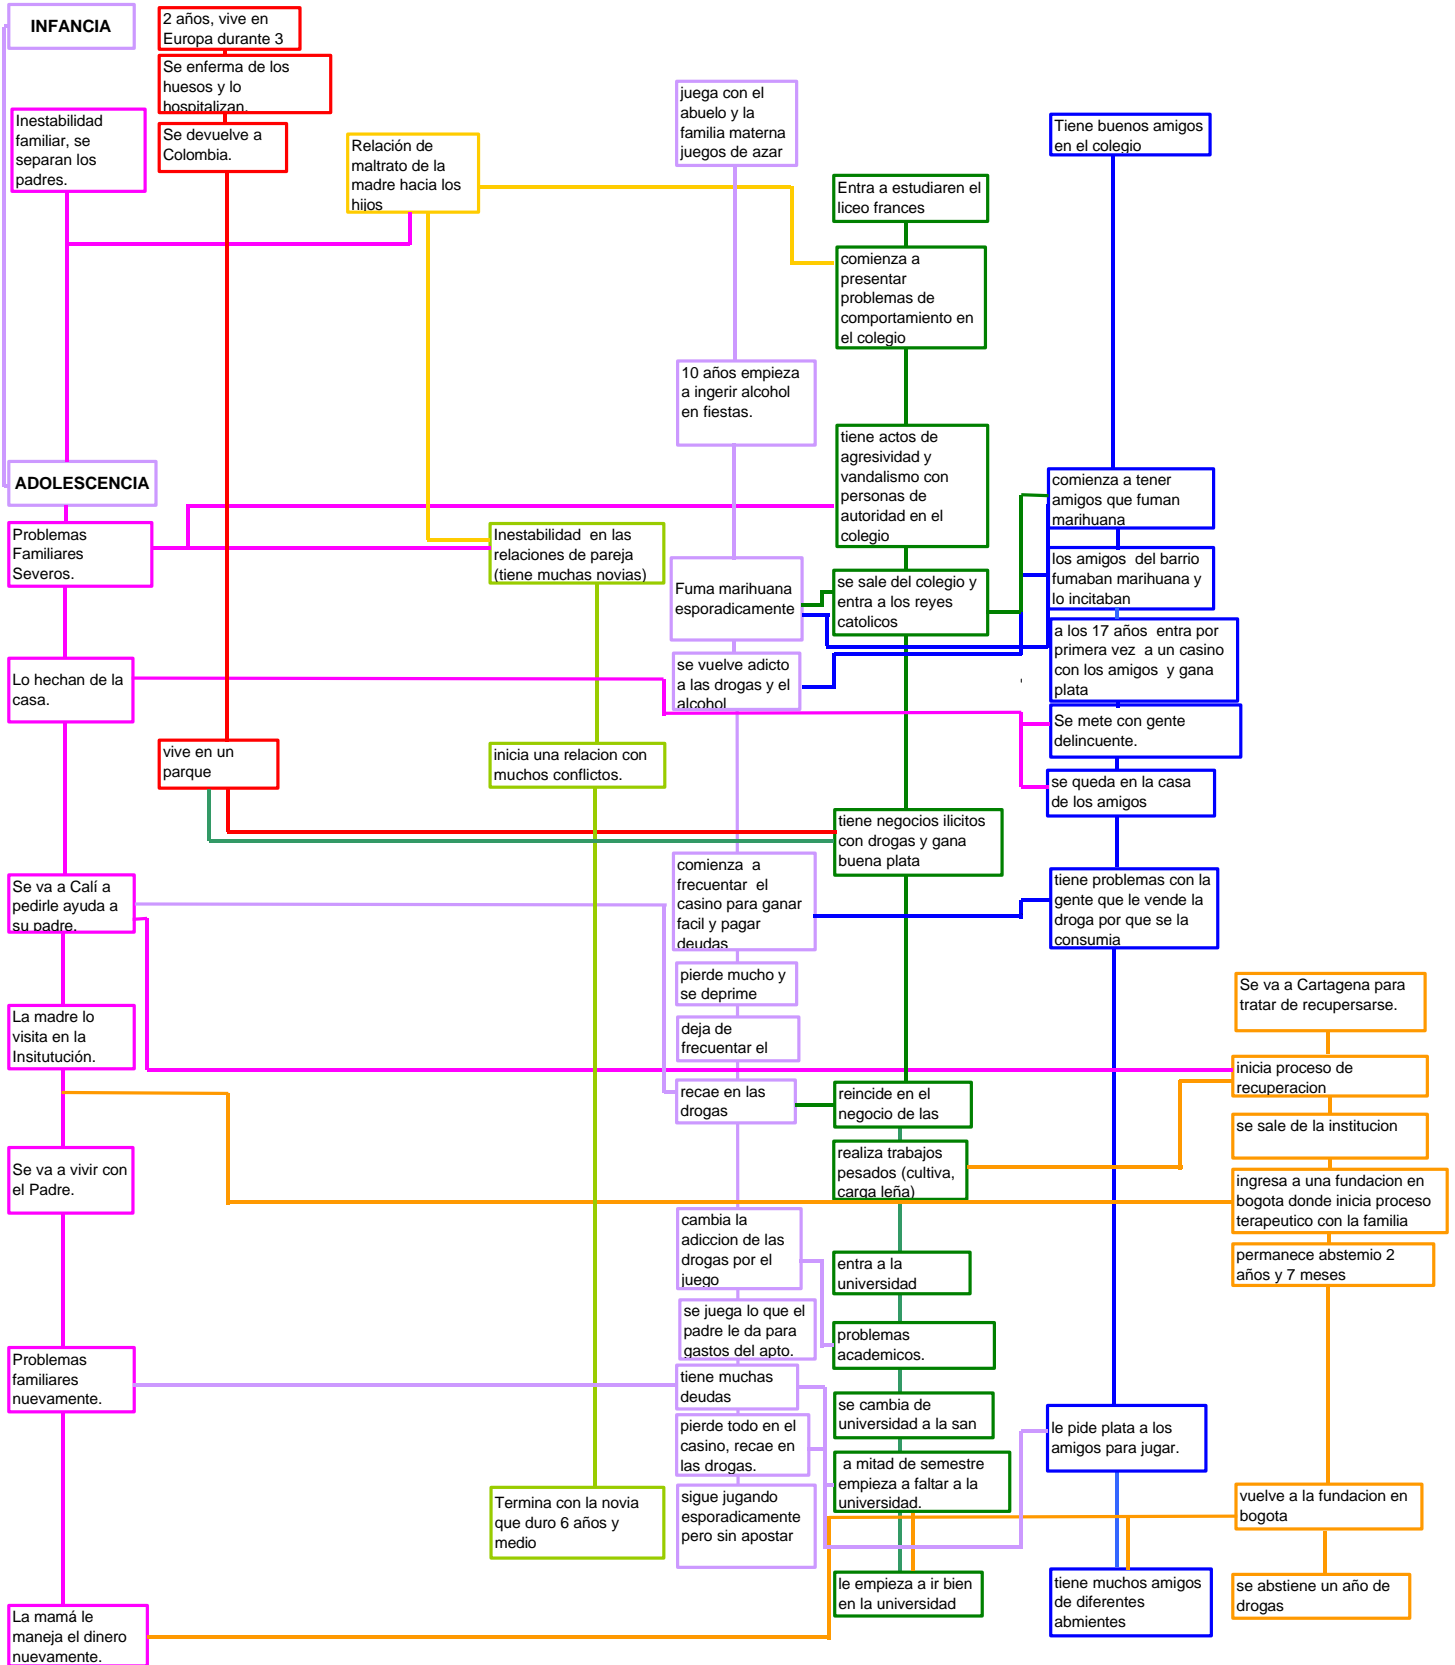 INFANCIA
2 años, vive en
Europa durante 3
Se enferma de los
huesos y lo
hospitalizan.
Se devuelve a
Colombia.
Inestabilidad
familiar, se
separan los
padres.
Relación de
maltrato de la
madre hacia los
hijos
juega con el
abuelo y la
familia materna
juegos de azar
Entra a estudiaren el
liceo frances
Tiene buenos amigos
en el colegio
comienza a
presentar
problemas de
comportamiento en
el colegio
10 años empieza
a ingerir alcohol
en fiestas.
tiene actos de
agresividad y
vandalismo con
personas de
autoridad en el
colegio
ADOLESCENCIA
Problemas
Familiares
Severos.
Inestabilidad en las
relaciones de pareja
(tiene muchas novias)
Fuma marihuana
esporadicamente
se sale del colegio y
entra a los reyes
catolicos
comienza a tener
amigos que fuman
marihuana
los amigos del barrio
fumaban marihuana y
lo incitaban
a los 17 años entra por
primera vez a un casino
con los amigos y gana
plata
Lo hechan de la
casa.
se vuelve adicto
a las drogas y el
alcohol
Se mete con gente
delincuente.
vive en un
parque
inicia una relacion con
muchos conflictos.
se queda en la casa
de los amigos
tiene negocios ilicitos
con drogas y gana
buena plata
Se va a Calí a
pedirle ayuda a
su padre.
comienza a
frecuentar el
casino para ganar
facil y pagar
deudas
tiene problemas con la
gente que le vende la
droga por que se la
consumia
pierde mucho y
se deprime
Se va a Cartagena para
tratar de recupersarse.
La madre lo
visita en la
Insitutución.
deja de
frecuentar el
inicia proceso de
recuperacion
recae en las
drogas
reincide en el
negocio de las
se sale de la institucion
realiza trabajos
pesados (cultiva,
carga leña)
Se va a vivir con
el Padre.
ingresa a una fundacion en
bogota donde inicia proceso
terapeutico con la familia
cambia la
adiccion de las
drogas por el
juego
entra a la
universidad
permanece abstemio 2
años y 7 meses
se juega lo que el
padre le da para
gastos del apto.
problemas
academicos.
Problemas
familiares
nuevamente.
tiene muchas
deudas
se cambia de
universidad a la san
le pide plata a los
amigos para jugar.
pierde todo en el
casino, recae en
las drogas.
a mitad de semestre
empieza a faltar a la
universidad.
Termina con la novia
que duro 6 años y
medio
sigue jugando
esporadicamente
pero sin apostar
vuelve a la fundacion en
bogota
le empieza a ir bien
en la universidad
tiene muchos amigos
de diferentes
abmientes
se abstiene un año de
drogas
La mamá le
maneja el dinero
nuevamente.